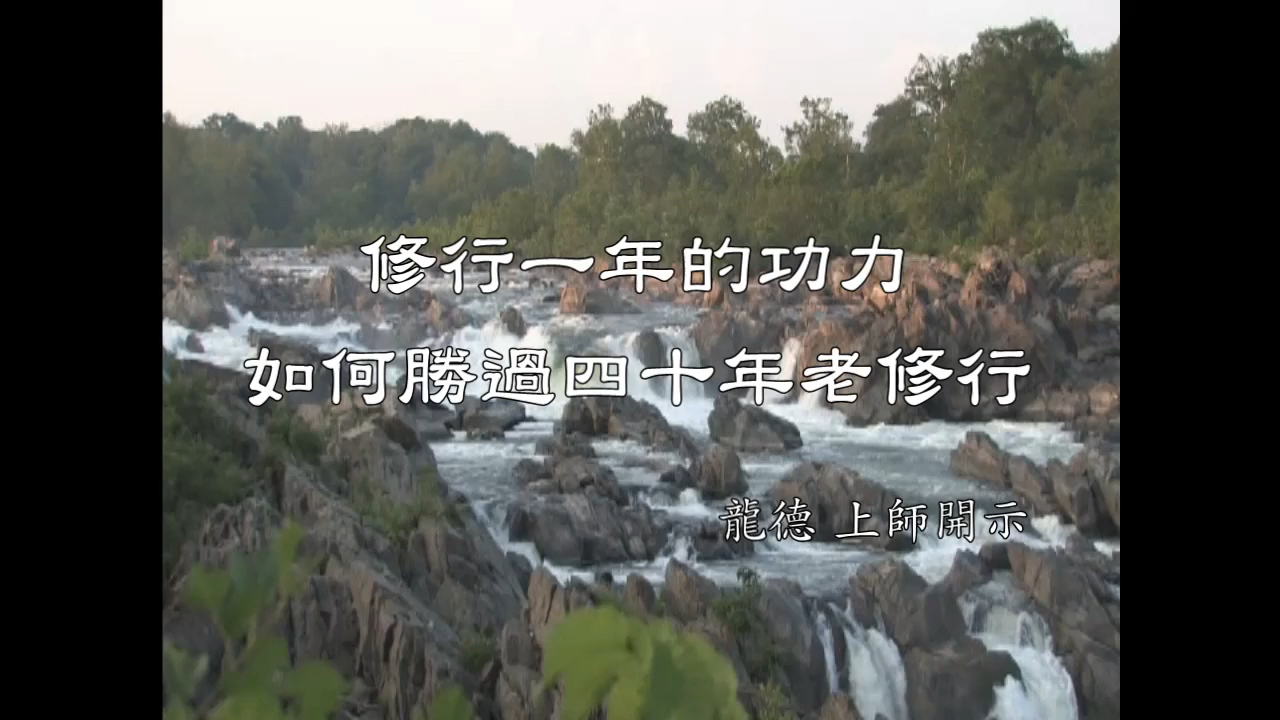 修行一年的功力
如何勝過四十年老修行
龍德 上師開示